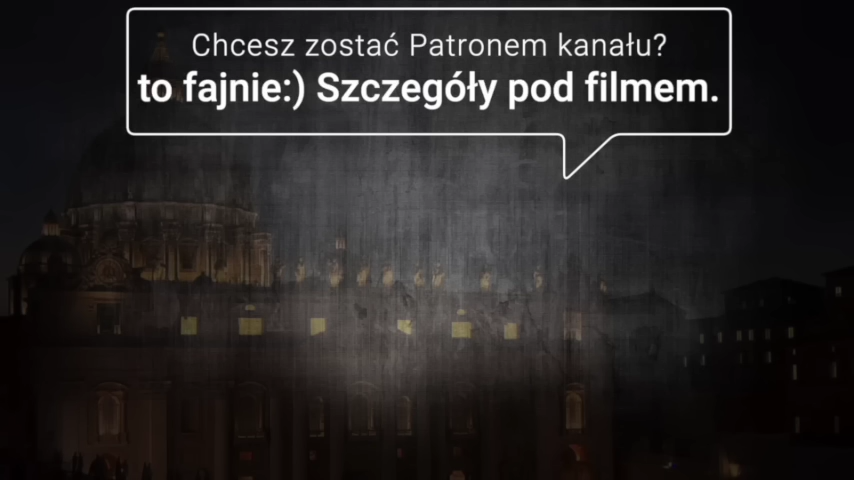 Chcesz zostać Patronem kanału?
to fajnie:) Szczegóły pod filmem.